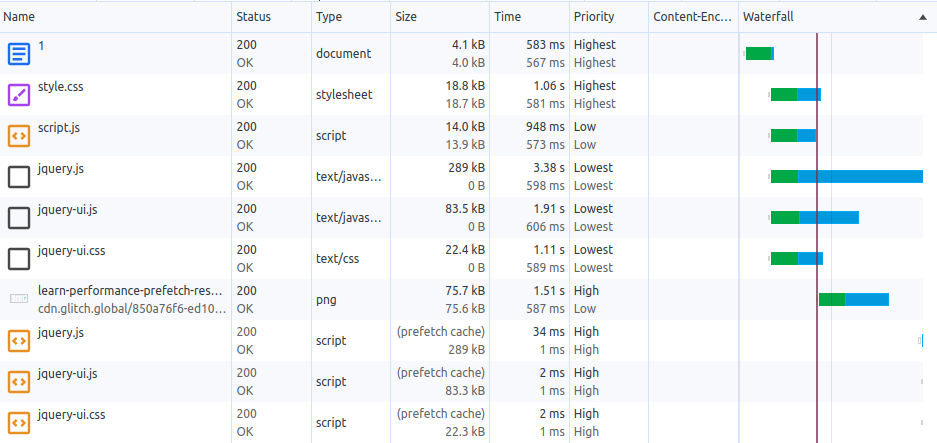 Name Status Type Size Time Priority Content-Enc... Waterfall
1 200 OK document 4.1 kB 4.0 kB 583 ms 567 ms Highest Highest
style.css 200 OK stylesheet 18.8 kB 18.7 kB 1.06 s 581 ms Highest Highest
script.js 200 OK script 14.0 kB 13.9 kB 948 ms 573 ms Low Low
jquery.js 200 OK text/javas... 289 kB 0 B 3.38 s 598 ms Lowest Lowest
jquery-ui.js 200 OK text/javas... 83.5 kB 0 B 1.91 s 606 ms Lowest Lowest
jquery-ui.css 200 OK text/css 22.4 kB 0 B 1.11 s 589 ms Lowest Lowest
learn-performance-prefetch-res... cdn.glitch.global/850a76f6-ed10... 200 OK png 75.7 kB 75.6 kB 1.51 s 587 ms High Low
jquery.js 200 OK script (prefetch cache) 289 kB 34 ms 1 ms High High
jquery-ui.js 200 OK script (prefetch cache) 83.3 kB 2 ms 1 ms High High
jquery-ui.css 200 OK script (prefetch cache) 22.3 kB 2 ms 1 ms High High